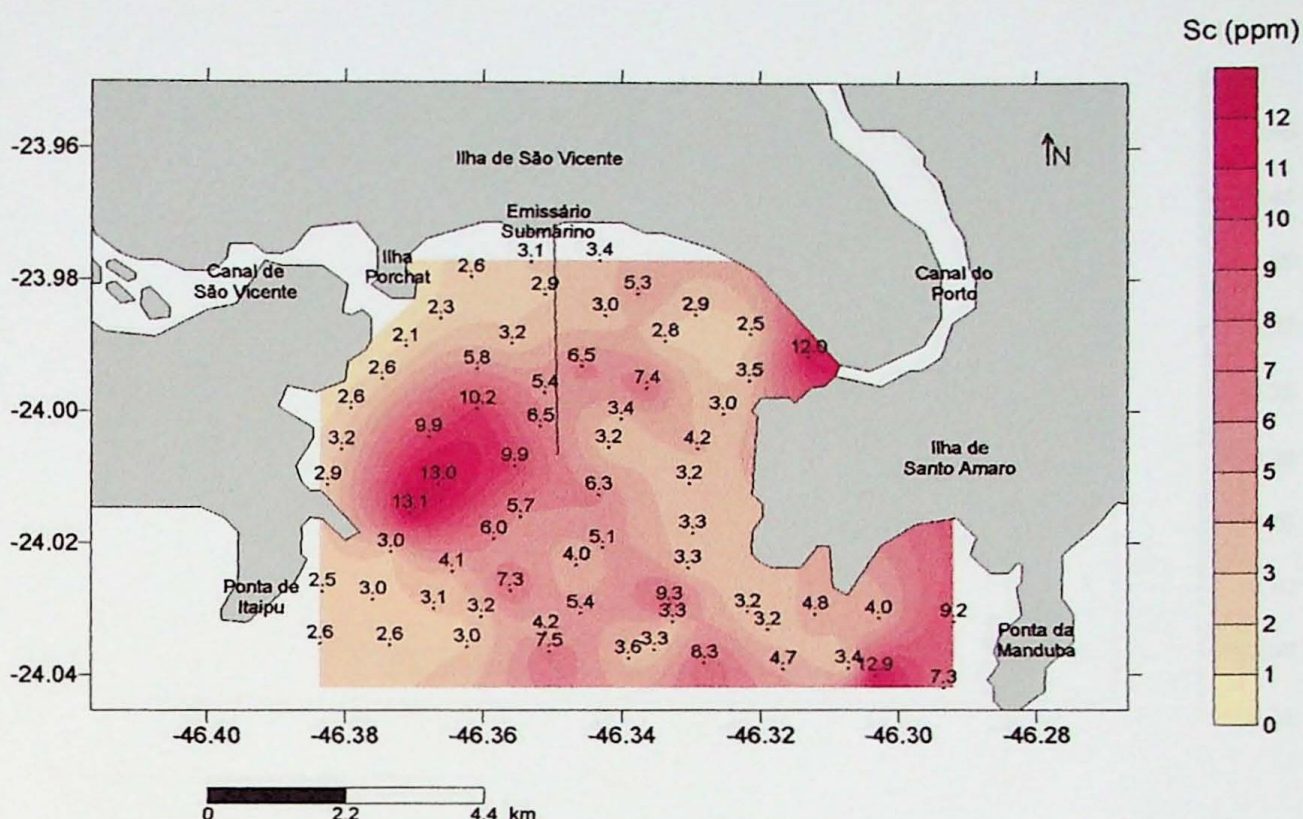 Sc (ppm)
-23.96
Ilha de São Vicente
N
Emissário
Submarino
3.1 3.4
Ilha
Porchat
2.6
Canal de
São Vicente
Canal do
Porto
-23.98
2.9 5.3
2.3 3.0 2.9
2.1 3.2 2.8 2.5
5.8 6.5 12.0
2.6 5.4 7.4 3.5
2.6 10.2 6.5 3.4 3.0
-24.00
3.2 9.9 3.2 4.2
9.9
Ilha de
Santo Amaro
2.9 13.0 6.3 3.2
13.1 5.7
6.0 3.3
3.0 5.1
-24.02
4.1 4.0 3.3
Ponta de
Itaipu
2.5 3.0 7.3
3.1 3.2 5.4 9.3 3.3 3.2 4.8 4.0 9.2
4.2 3.2
2.6 2.6 3.0 7.5 3.6 3.3
8.3 4.7 3.4 12.9 7.3
Ponta da
Manduba
-24.04
-46.40 -46.38 -46.36 -46.34 -46.32 -46.30 -46.28
0 2.2 4.4 km
12
11
10
9
8
7
6
5
4
3
2
1
0